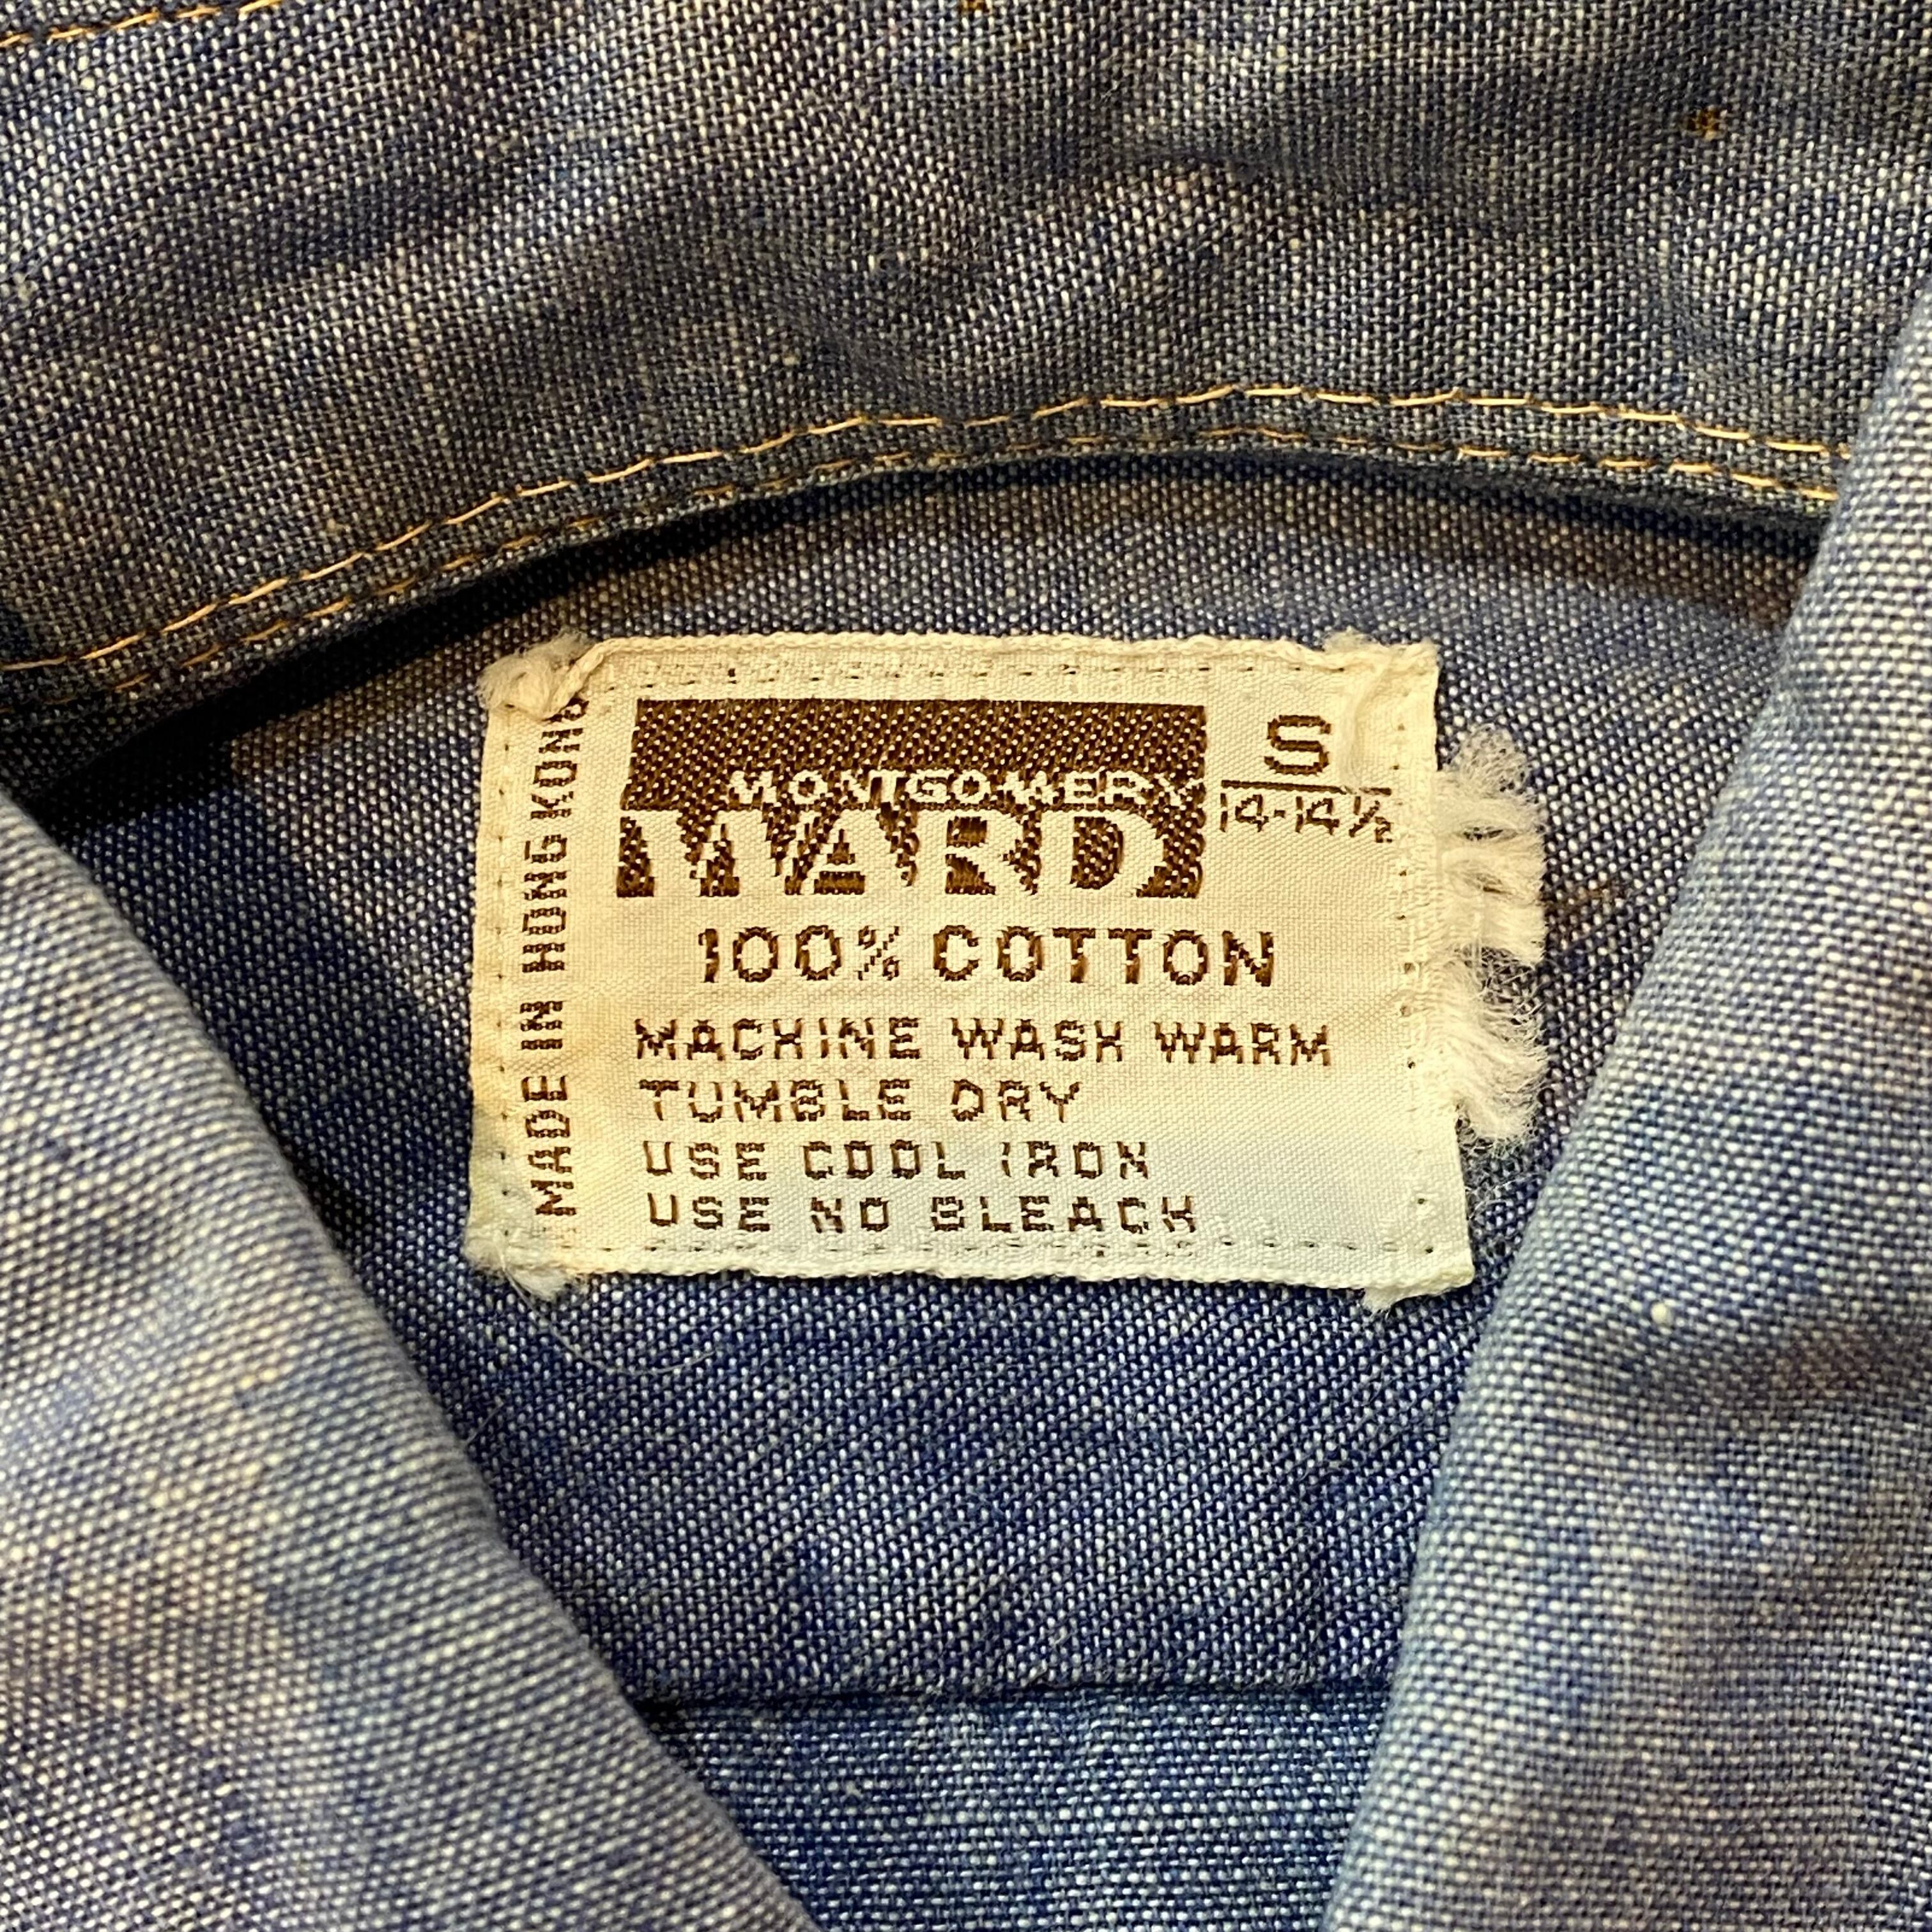 MONTGOMERY
WARD
S
14-14½
100% COTTON
MACHINE WASH WARM
TUMBLE DRY
USE COOL IRON
USE NO BLEACH
MADE IN HONG KONG